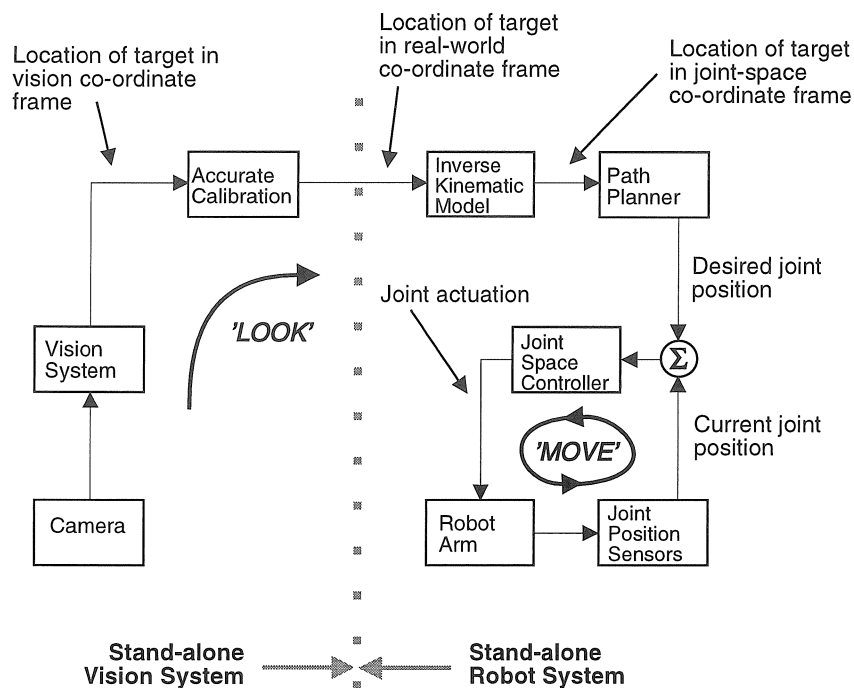 Location of target in
vision co-ordinate
frame
Location of target
in real-world
co-ordinate frame
Location of target
in joint-space
co-ordinate frame
Accurate
Calibration
Inverse
Kinematic
Model
Path
Planner
Desired joint
position
Joint actuation
'LOOK'
Vision
System
Joint
Space
Controller
Σ
Current joint
position
'MOVE'
Camera
Robot
Arm
Joint
Position
Sensors
Stand-alone
Vision System
Stand-alone
Robot System